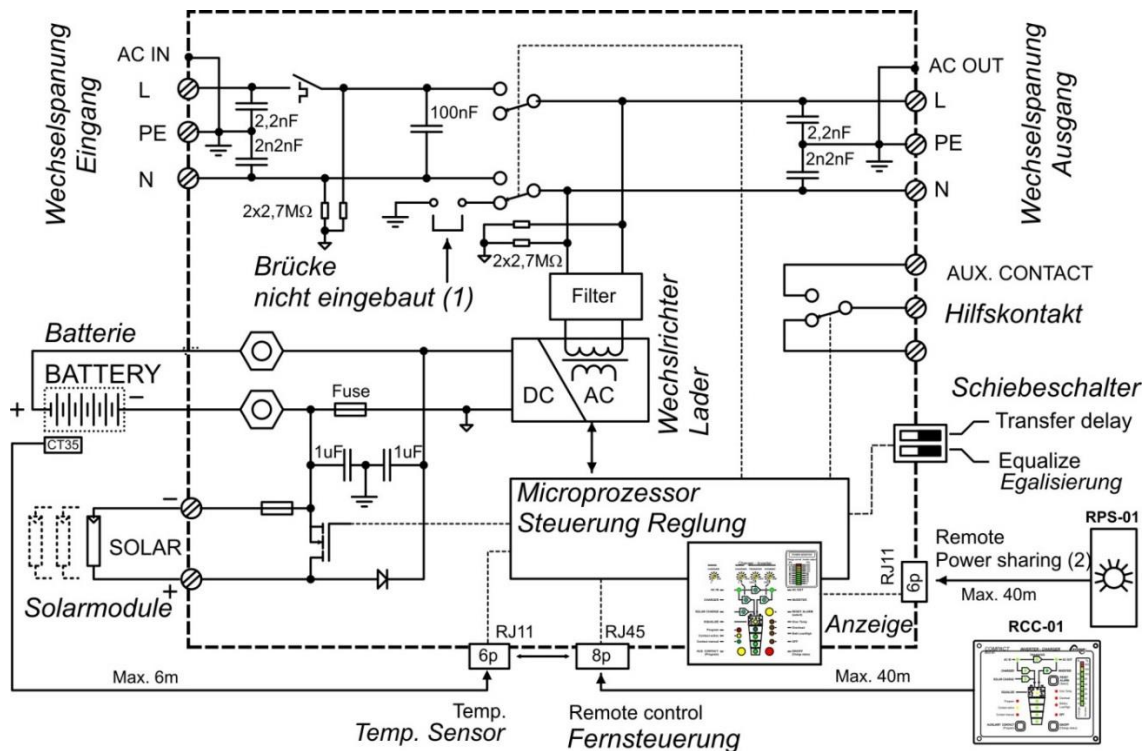 Wechselspanung
Eingang
AC IN
L
PE
N
2,2nF
2n2nF
100nF
2x2,7MΩ
Brücke
nicht eingebaut (1)
2x2,7MΩ
Filter
DC
AC
Wechslrichter
Lader
AC OUT
L
PE
N
2,2nF
2n2nF
Wechselspanung
Ausgang
AUX. CONTACT
Hilfskontakt
Batterie
BATTERY
+
−
CT35
Fuse
1uF
1uF
−
SOLAR
+
Solarmodule
Microprozessor
Steuerung Reglung
Schiebeschalter
Transfer delay
Equalize
Egalisierung
RPS-01
Remote
Power sharing (2)
Max. 40m
RJ11
6p
Anzeige
RCC-01
RJ11
6p
RJ45
8p
Max. 6m
Max. 40m
Temp.
Temp. Sensor
Remote control
Fernsteuerung